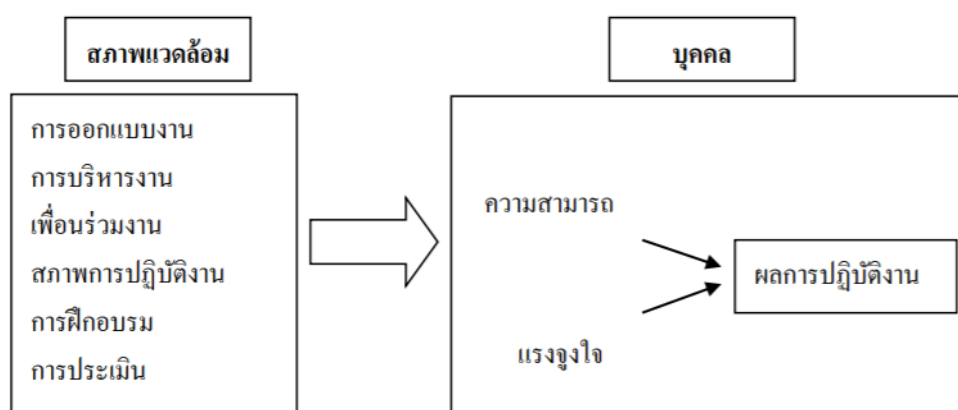 สภาพแวดล้อม
การออกแบบงาน
การบริหารงาน
เพื่อนร่วมงาน
สภาพการปฏิบัติงาน
การฝึกอบรม
การประเมิน
บุคคล
ความสามารถ
แรงจูงใจ
ผลการปฏิบัติงาน